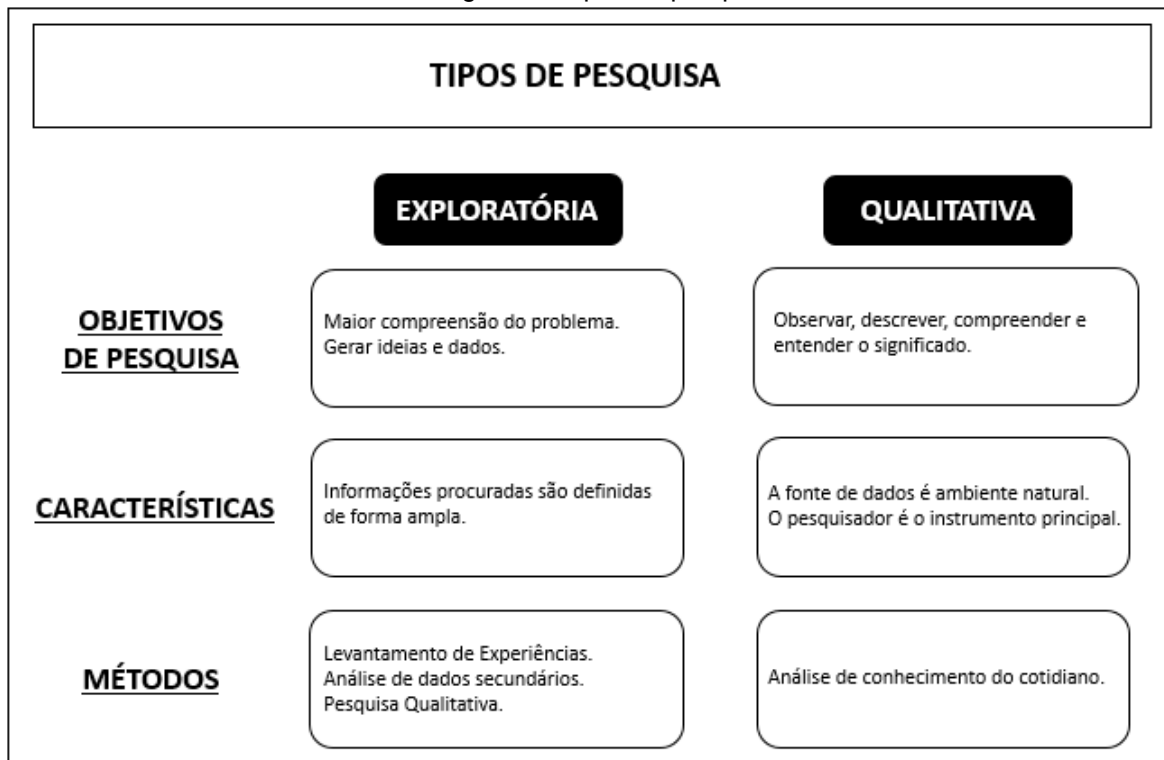 TIPOS DE PESQUISA
EXPLORATÓRIA
QUALITATIVA
OBJETIVOS
DE PESQUISA
Maior compreensão do problema.
Gerar ideias e dados.
Observar, descrever, compreender e
entender o significado.
CARACTERÍSTICAS
Informações procuradas são definidas
de forma ampla.
A fonte de dados é ambiente natural.
O pesquisador é o instrumento principal.
MÉTODOS
Levantamento de Experiências.
Análise de dados secundários.
Pesquisa Qualitativa.
Análise de conhecimento do cotidiano.